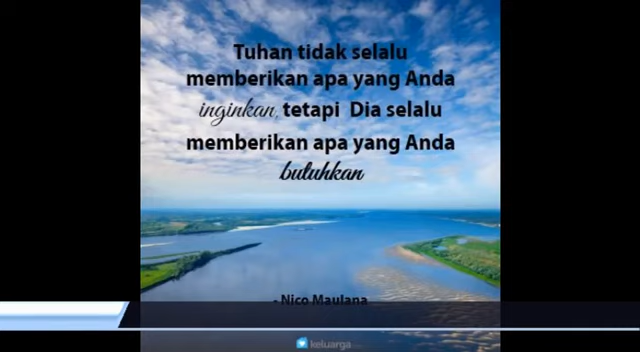 Tuhan tidak selalu
memberikan apa yang Anda
inginkan, tetapi Dia selalu
memberikan apa yang Anda
butuhkan
- Nico Maulana
keluarga